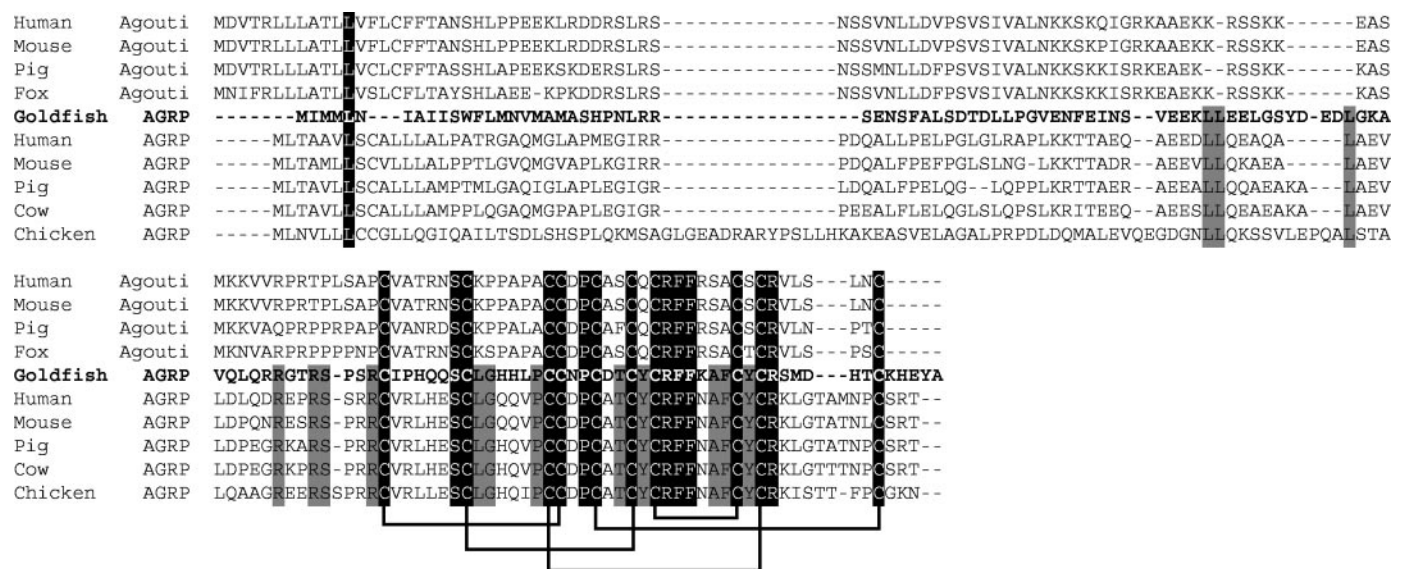 Human Agouti MDVTRLLLATLLVFLCFFTANSHLPPEEKLRDDRSLRS---------------NSSVNLLDVPSVSIVALNKKSKQIGRKAAEKK-RSSKK------EAS
Mouse Agouti MDVTRLLLATLLVFLCFFTANSHLPPEEKLRDDRSLRS---------------NSSVNLLDVPSVSIVALNKKSKPIGRKAAEKK-RSSKK------EAS
Pig Agouti MDVTRLLLATLLVCLCFFTASSHLAPEEKSKDERSLRS---------------NSSMNLLDFPSVSIVALNKKSKKISRKEAEK--RSSKK------KAS
Fox Agouti MNIFRLLLATLLVSLCFLTAYSHLAEE-KPKDDRSLRS---------------NSSVNLLDFPSVSIVALNKKSKKISRKEAEKK-RSSKK------KAS
Goldfish AGRP -------MIMMLN---IAIISWFLMNVMAMASHPNLRR-----------------SENSFALSDTDLLPGVENFEINS--VEEKLLEELGSYD-EDLGKA
Human AGRP -----MLTAAVLSCALLLALPATRGAQMGLAPMEGIRR---------------PDQALLPELPGLGLRAPLKKTTAEQ--AEEDLLQEAQA-----LAEV
Mouse AGRP -----MLTAMLLSCVLLLALPPTLGVQMGVAPLKGIRR---------------PDQALFPEFPGLSLNG-LKKTTADR--AEEVLLQKAEA-----LAEV
Pig AGRP -----MLTAVLLSCALLLAMPTMLGAQIGLAPLEGIGR---------------LDQALFPELQG--LQPPLKRTTAER--AEEALLQQAEAKA---LAEV
Cow AGRP -----MLTAVLLSCALLLAMPPLQGAQMGPAPLEGIGR---------------PEEALFLELQGLSLQPSLKRITEEQ--AEESLLQEAEAKA---LAEV
Chicken AGRP -----MLNVLLLCCGLLQGIQAILTSDLSHSPLQKMSAGLGEADRARYPSLLHKAKEASVELAGALPRPDLDQMALEVQEGDGNLLQKSSVLEPQALSTA
Human Agouti MKKVVRPRTPLSAPCVATRNSCKPPAPACCDPCASCQCRFFRSACSCRVLS---LNC-----
Mouse Agouti MKKVVRPRTPLSAPCVATRNSCKPPAPACCDPCASCQCRFFRSACSCRVLS---LNC-----
Pig Agouti MKKVAQPRPPRPAPCVANRDSCKPPALACCDPCAFCQCRFFRSACSCRVLN---PTC-----
Fox Agouti MKNVARPRPPPPNPCVATRNSCKSPAPACCDPCASCQCRFFRSACTCRVLS---PSC-----
Goldfish AGRP VQLQRRGTRS-PSRCIPHQQSCLGHHLPCCNPCDTCYCRFFKAFCYCRSMD---HTCKHEYA
Human AGRP LDLQDREPRS-SRRCVRLHESCLGQQVPCCDPCATCYCRFFNAFCYCRKLGTAMNPCSRT--
Mouse AGRP LDPQNRESRS-PRRCVRLHESCLGQQVPCCDPCATCYCRFFNAFCYCRKLGTATNLCSRT--
Pig AGRP LDPEGRKARS-PRRCVRLHESCLGHQVPCCDPCATCYCRFFNAFCYCRKLGTATNPCSRT--
Cow AGRP LDPEGRKPRS-PRRCVRLHESCLGHQVPCCDPCATCYCRFFNAFCYCRKLGTTTNPCSRT--
Chicken AGRP LQAAGREERSSPRRCVRLLESCLGHQIPCCDPCATCYCRFFNAFCYCRKISTT-FPCGKN--